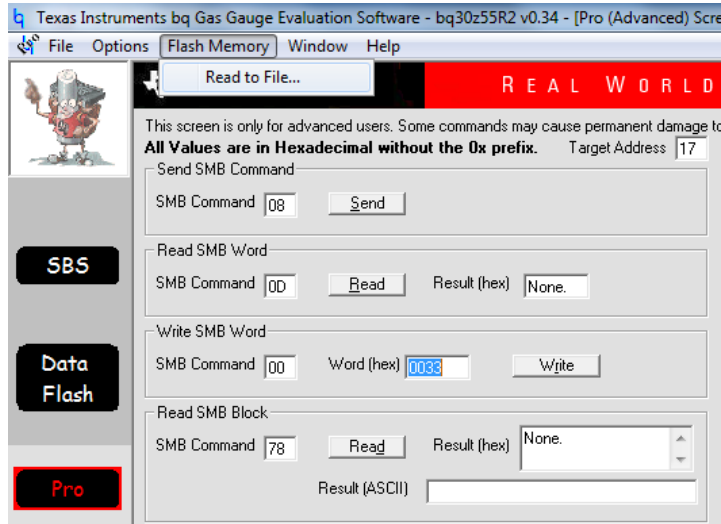 Texas Instruments bq Gas Gauge Evaluation Software - bq30z55R2 v0.34 - [Pro (Advanced) Scre
File Options Flash Memory Window Help
Read to File...
REAL WORLD
This screen is only for advanced users. Some commands may cause permanent damage to
All Values are in Hexadecimal without the 0x prefix. Target Address 17
Send SMB Command
SMB Command 08 Send
SBS
Read SMB Word
SMB Command 0D Read Result (hex) None.
Write SMB Word
SMB Command 00 Word (hex) 0033 Write
Data
Flash
Read SMB Block
SMB Command 78 Read Result (hex) None.
Pro
Result (ASCII)